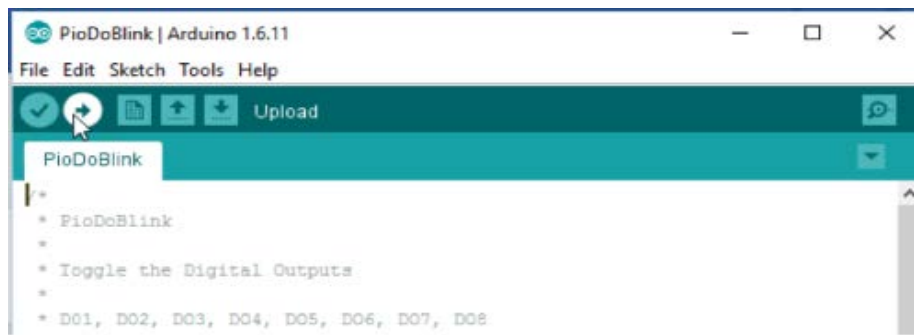 PioDoBlink | Arduino 1.6.11
File Edit Sketch Tools Help
Upload
PioDoBlink
/*
* PioDoBlink
*
* Toggle the Digital Outputs
*
* DO1, DO2, DO3, DO4, DO5, DO6, DO7, DO8